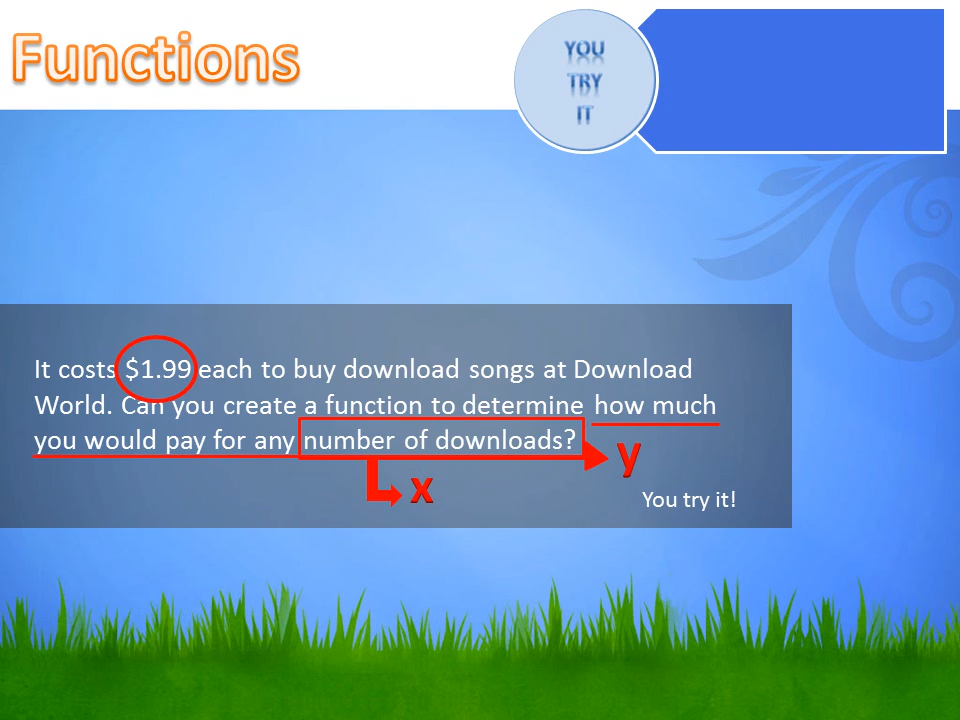 Functions
YOU
TRY
IT
It costs $1.99 each to buy download songs at Download
World. Can you create a function to determine how much
you would pay for any number of downloads?
y
x
You try it!